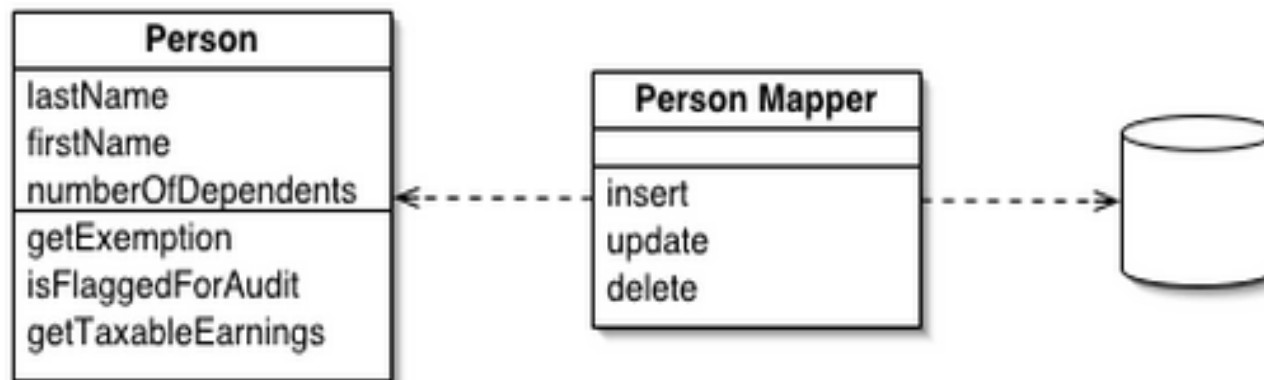 Person
lastName
firstName
numberOfDependents
getExemption
isFlaggedForAudit
getTaxableEarnings
Person Mapper
insert
update
delete